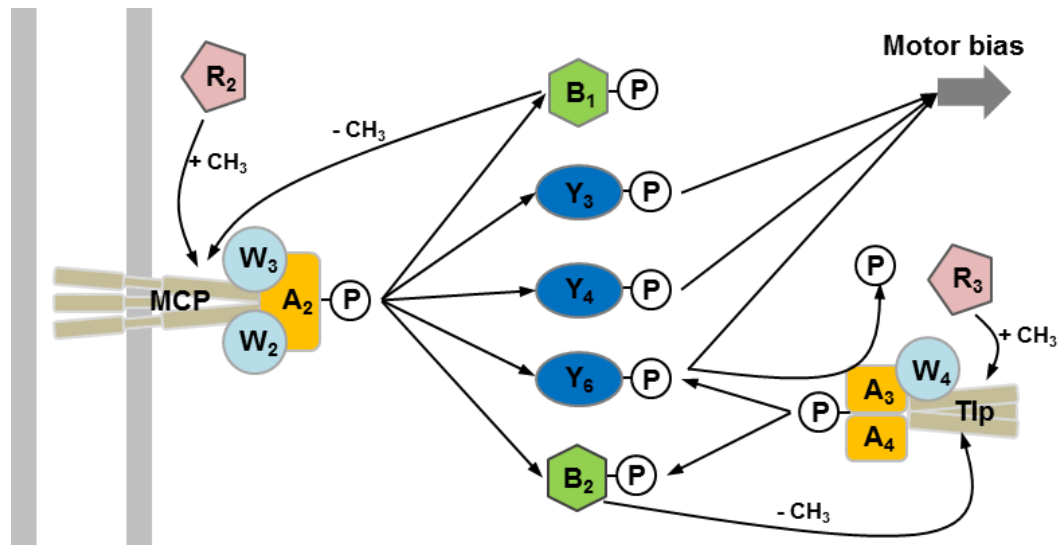 Motor bias
R2
B1
P
- CH3
+ CH3
Y3
P
W3
P
R3
MCP
A2
P
Y4
P
+ CH3
W2
Y6
P
W4
A3
P
Tlp
A4
B2
P
- CH3